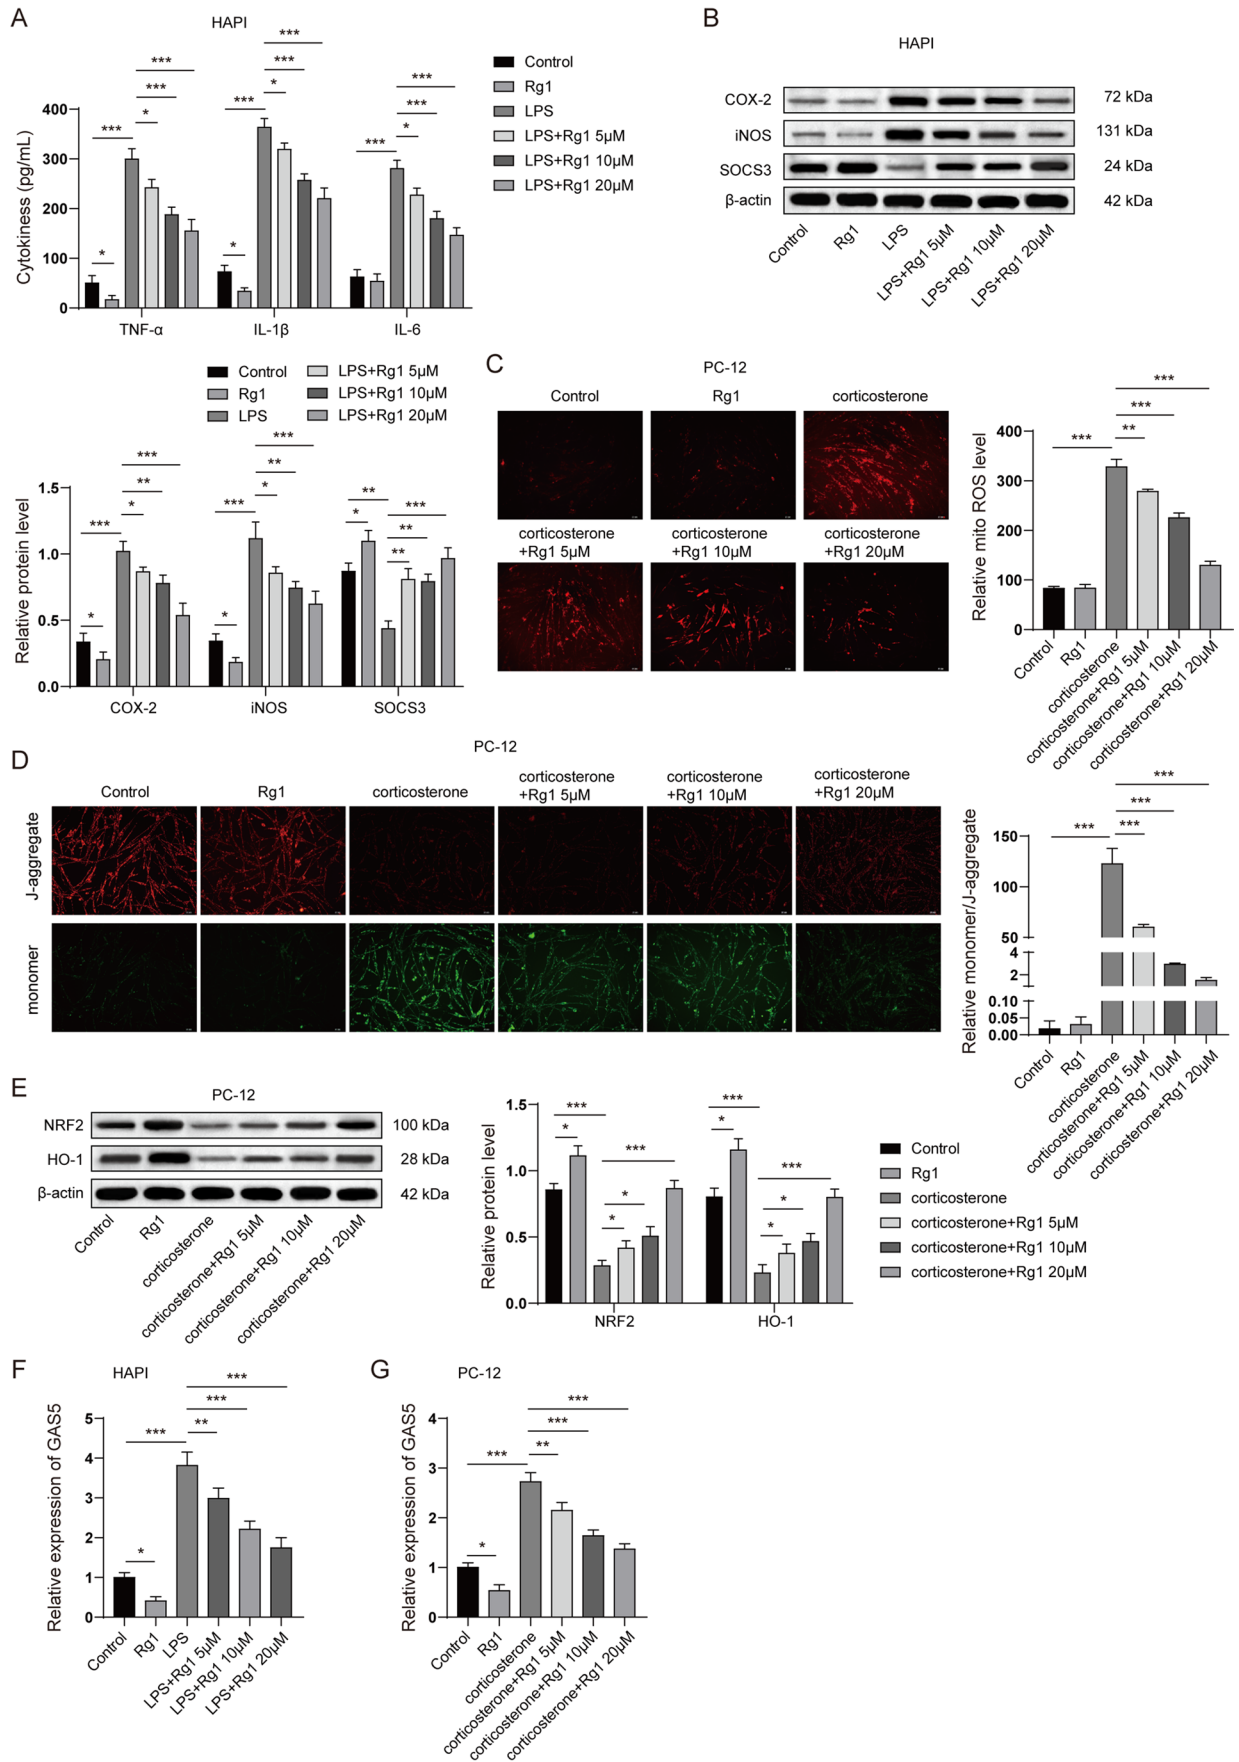 A
HAPI
Cytokiness (pg/mL)
400
300
200
100
0
*
***
*
***
***
*
***
*
***
***
***
*
***
***
TNF-α
IL-1β
IL-6
Control
Rg1
LPS
LPS+Rg1 5μM
LPS+Rg1 10μM
LPS+Rg1 20μM
B
HAPI
COX-2
72 kDa
iNOS
131 kDa
SOCS3
24 kDa
β-actin
42 kDa
Control
Rg1
LPS
LPS+Rg1 5μM
LPS+Rg1 10μM
LPS+Rg1 20μM
Control
Rg1
LPS
LPS+Rg1 5μM
LPS+Rg1 10μM
LPS+Rg1 20μM
Relative protein level
1.5
1.0
0.5
0.0
*
***
*
**
***
*
***
*
**
***
*
**
**
**
***
COX-2
iNOS
SOCS3
C
PC-12
Control
Rg1
corticosterone
corticosterone
+Rg1 5μM
corticosterone
+Rg1 10μM
corticosterone
+Rg1 20μM
Relative mito ROS level
400
300
200
100
0
***
**
***
***
Control
Rg1
corticosterone
corticosterone+Rg1 5μM
corticosterone+Rg1 10μM
corticosterone+Rg1 20μM
D
PC-12
Control
Rg1
corticosterone
corticosterone
+Rg1 5μM
corticosterone
+Rg1 10μM
corticosterone
+Rg1 20μM
J-aggregate
monomer
Relative monomer/J-aggregate
150
100
50
4
2
0.10
0.05
0.00
***
***
***
***
Control
Rg1
corticosterone
corticosterone+Rg1 5μM
corticosterone+Rg1 10μM
corticosterone+Rg1 20μM
E
PC-12
NRF2
100 kDa
HO-1
28 kDa
β-actin
42 kDa
Control
Rg1
corticosterone
corticosterone+Rg1 5μM
corticosterone+Rg1 10μM
corticosterone+Rg1 20μM
Relative protein level
1.5
1.0
0.5
0.0
***
*
***
*
*
***
*
***
*
*
NRF2
HO-1
Control
Rg1
corticosterone
corticosterone+Rg1 5μM
corticosterone+Rg1 10μM
corticosterone+Rg1 20μM
F
HAPI
Relative expression of GAS5
5
4
3
2
1
0
*
***
**
***
***
Control
Rg1
LPS
LPS+Rg1 5μM
LPS+Rg1 10μM
LPS+Rg1 20μM
G
PC-12
Relative expression of GAS5
4
3
2
1
0
*
***
**
***
***
Control
Rg1
corticosterone
corticosterone+Rg1 5μM
corticosterone+Rg1 10μM
corticosterone+Rg1 20μM